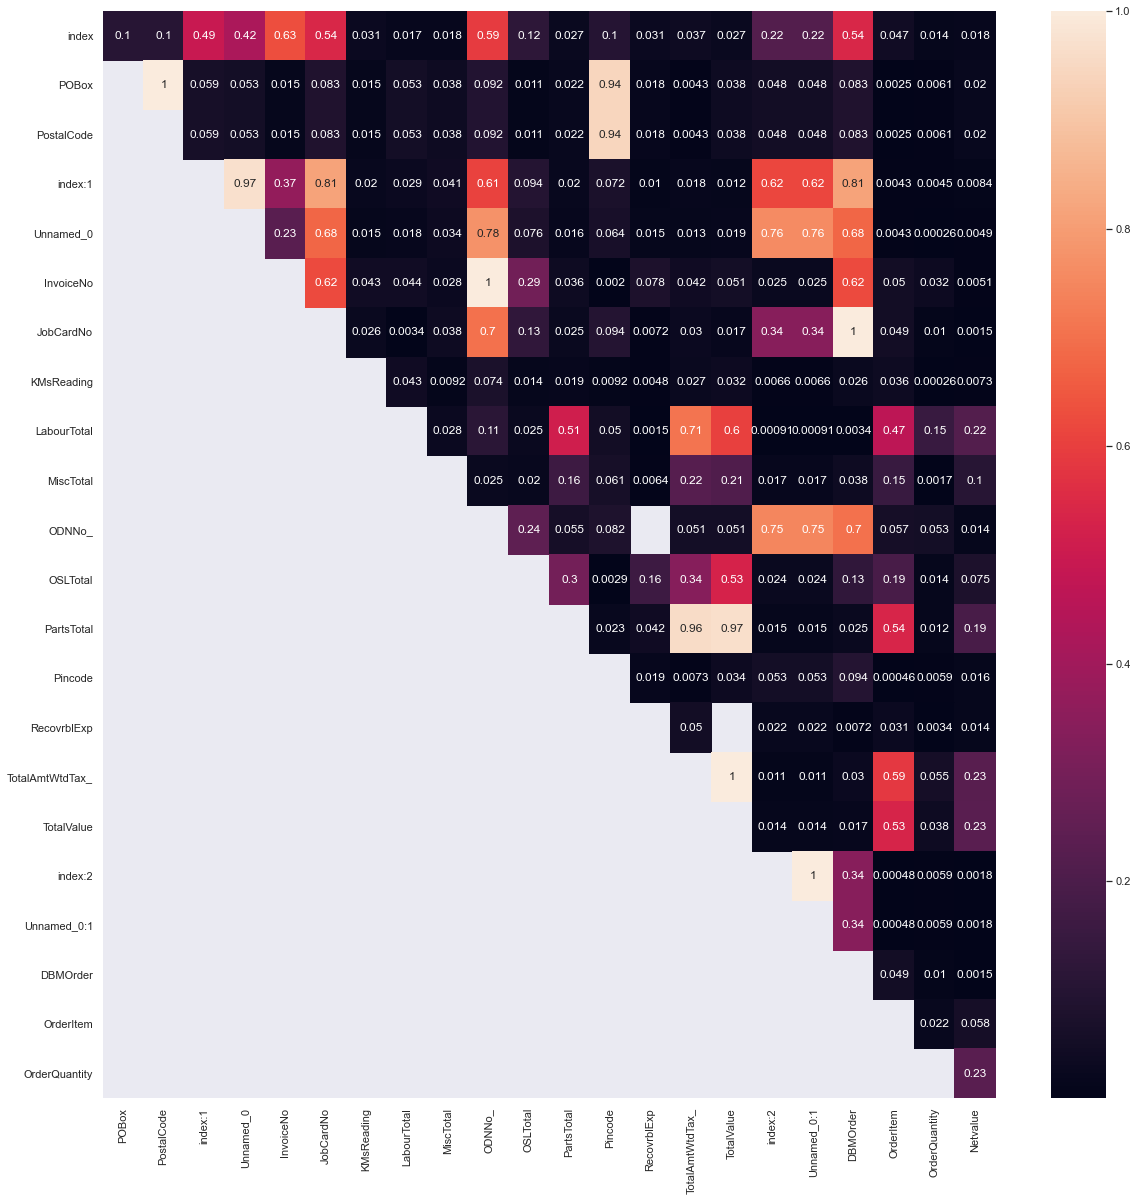 index 0.1 0.1 0.49 0.42 0.63 0.54 0.031 0.017 0.018 0.59 0.12 0.027 0.1 0.031 0.037 0.027 0.22 0.22 0.54 0.047 0.014 0.018
POBox 1 0.059 0.053 0.015 0.083 0.015 0.053 0.038 0.092 0.011 0.022 0.94 0.018 0.0043 0.038 0.048 0.048 0.083 0.0025 0.0061 0.02
PostalCode 0.059 0.053 0.015 0.083 0.015 0.053 0.038 0.092 0.011 0.022 0.94 0.018 0.0043 0.038 0.048 0.048 0.083 0.0025 0.0061 0.02
index:1 0.97 0.37 0.81 0.02 0.029 0.041 0.61 0.094 0.02 0.072 0.01 0.018 0.012 0.62 0.62 0.81 0.0043 0.0045 0.0084
Unnamed_0 0.23 0.68 0.015 0.018 0.034 0.78 0.076 0.016 0.064 0.015 0.013 0.019 0.76 0.76 0.68 0.0043 0.00026 0.0049
InvoiceNo 0.62 0.043 0.044 0.028 1 0.29 0.036 0.002 0.078 0.042 0.051 0.025 0.025 0.62 0.05 0.032 0.0051
JobCardNo 0.026 0.0034 0.038 0.7 0.13 0.025 0.094 0.0072 0.03 0.017 0.34 0.34 1 0.049 0.01 0.0015
KMsReading 0.043 0.0092 0.074 0.014 0.019 0.0092 0.0048 0.027 0.032 0.0066 0.0066 0.026 0.036 0.00026 0.0073
LabourTotal 0.028 0.11 0.025 0.51 0.05 0.0015 0.71 0.6 0.00091 0.00091 0.0034 0.47 0.15 0.22
MiscTotal 0.025 0.02 0.16 0.061 0.0064 0.22 0.21 0.017 0.017 0.038 0.15 0.0017 0.1
ODNNo_ 0.24 0.055 0.082 0.051 0.051 0.75 0.75 0.7 0.057 0.053 0.014
OSLTotal 0.3 0.0029 0.16 0.34 0.53 0.024 0.024 0.13 0.19 0.014 0.075
PartsTotal 0.023 0.042 0.96 0.97 0.015 0.015 0.025 0.54 0.012 0.19
Pincode 0.019 0.0073 0.034 0.053 0.053 0.094 0.00046 0.0059 0.016
RecovrblExp 0.05 0.022 0.022 0.0072 0.031 0.0034 0.014
TotalAmtWtdTax_ 1 0.011 0.011 0.03 0.59 0.055 0.23
TotalValue 0.014 0.014 0.017 0.53 0.038 0.23
index:2 1 0.34 0.00048 0.0059 0.0018
Unnamed_0:1 0.34 0.00048 0.0059 0.0018
DBMOrder 0.049 0.01 0.0015
OrderItem 0.022 0.058
OrderQuantity 0.23
POBox PostalCode index:1 Unnamed_0 InvoiceNo JobCardNo KMsReading LabourTotal MiscTotal ODNNo_ OSLTotal PartsTotal Pincode RecovrblExp TotalAmtWtdTax_ TotalValue index:2 Unnamed_0:1 DBMOrder OrderItem OrderQuantity Netvalue
1.0
0.8
0.6
0.4
0.2